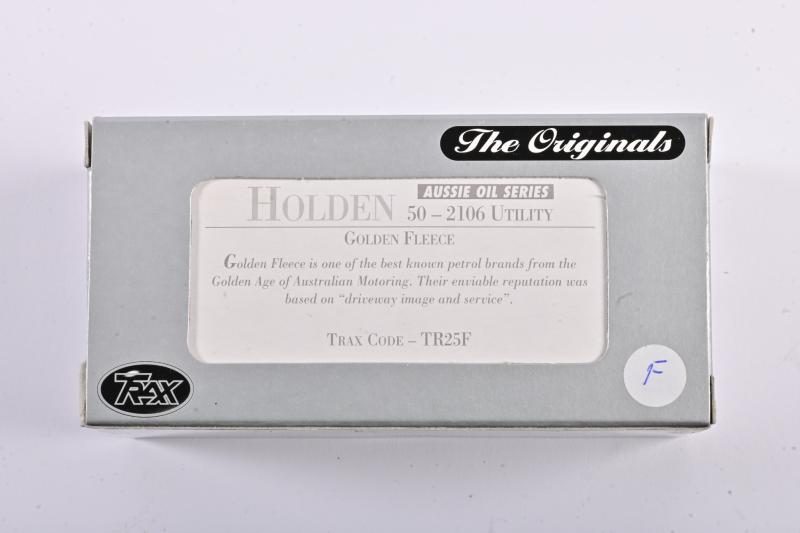 The Originals
HOLDEN AUSSIE OIL SERIES
50 – 2106 UTILITY
GOLDEN FLEECE
Golden Fleece is one of the best known petrol brands from the
Golden Age of Australian Motoring. Their enviable reputation was
based on “driveway image and service”.
TRAX CODE – TR25F
TRAX
F